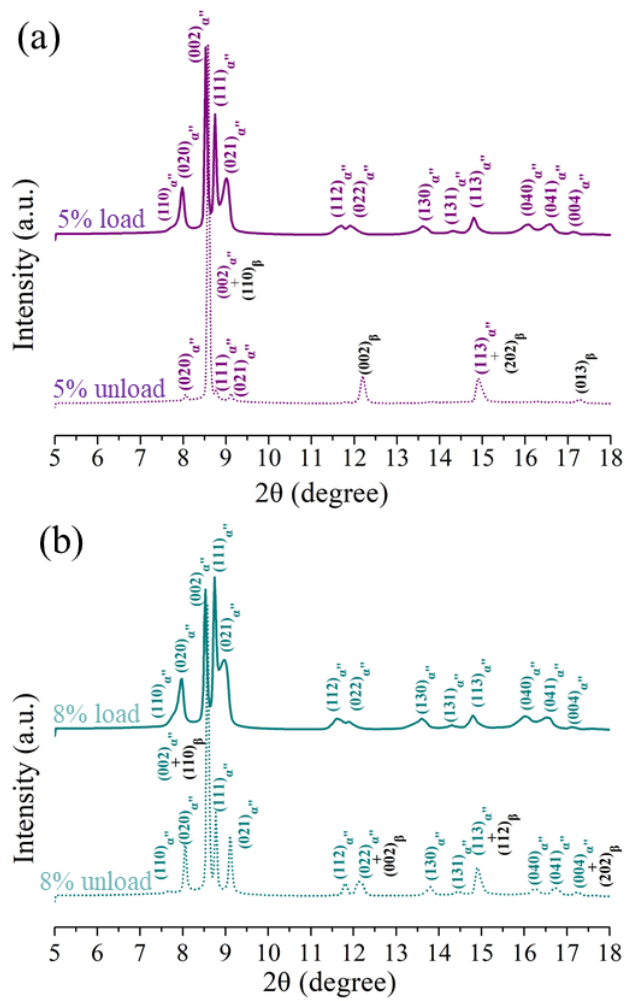 (a)
Intensity (a.u.)
5% load
(110)α"
(020)α"
(002)α"
(111)α"
(021)α"
(112)α"
(022)α"
(130)α"
(131)α"
(113)α"
(040)α"
(041)α"
(004)α"
5% unload
(020)α"
(002)α"
+
(110)β
(111)α"
(021)α"
(002)β
(113)α"
+
(202)β
(013)β
5 6 7 8 9 10 11 12 13 14 15 16 17 18
2θ (degree)
(b)
Intensity (a.u.)
8% load
(110)α"
(020)α"
(002)α"
(111)α"
(021)α"
(112)α"
(022)α"
(130)α"
(131)α"
(113)α"
(040)α"
(041)α"
(004)α"
8% unload
(110)α"
(020)α"
(002)α"
+
(110)β
(111)α"
(021)α"
(112)α"
(022)α"
+
(002)β
(130)α"
(131)α"
(113)α"
+
(112)β
(040)α"
(041)α"
(004)α"
+
(202)β
5 6 7 8 9 10 11 12 13 14 15 16 17 18
2θ (degree)